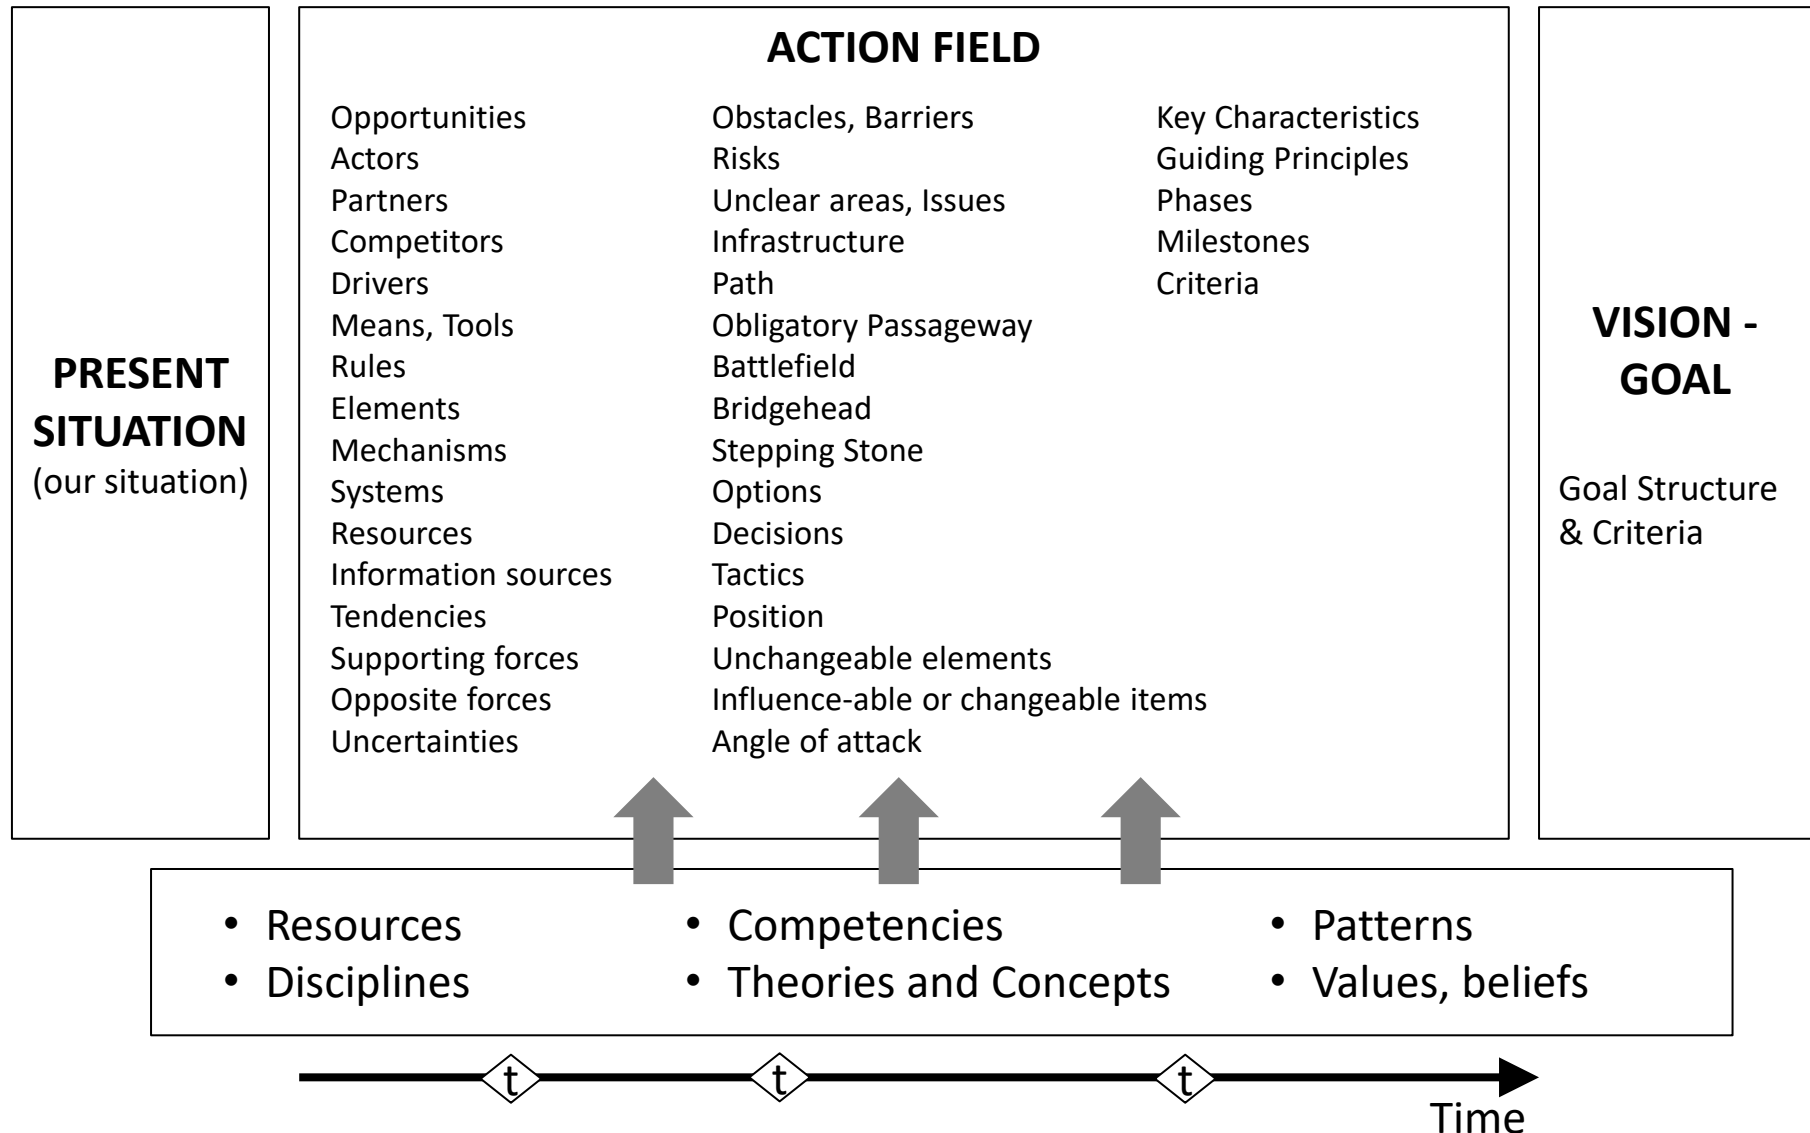 PRESENT
SITUATION
(our situation)
ACTION FIELD
Opportunities
Actors
Partners
Competitors
Drivers
Means, Tools
Rules
Elements
Mechanisms
Systems
Resources
Information sources
Tendencies
Supporting forces
Opposite forces
Uncertainties
Obstacles, Barriers
Risks
Unclear areas, Issues
Infrastructure
Path
Obligatory Passageway
Battlefield
Bridgehead
Stepping Stone
Options
Decisions
Tactics
Position
Unchangeable elements
Influence-able or changeable items
Angle of attack
Key Characteristics
Guiding Principles
Phases
Milestones
Criteria
VISION -
GOAL
Goal Structure
& Criteria
• Resources
• Disciplines
• Competencies
• Theories and Concepts
• Patterns
• Values, beliefs
t
t
t
Time